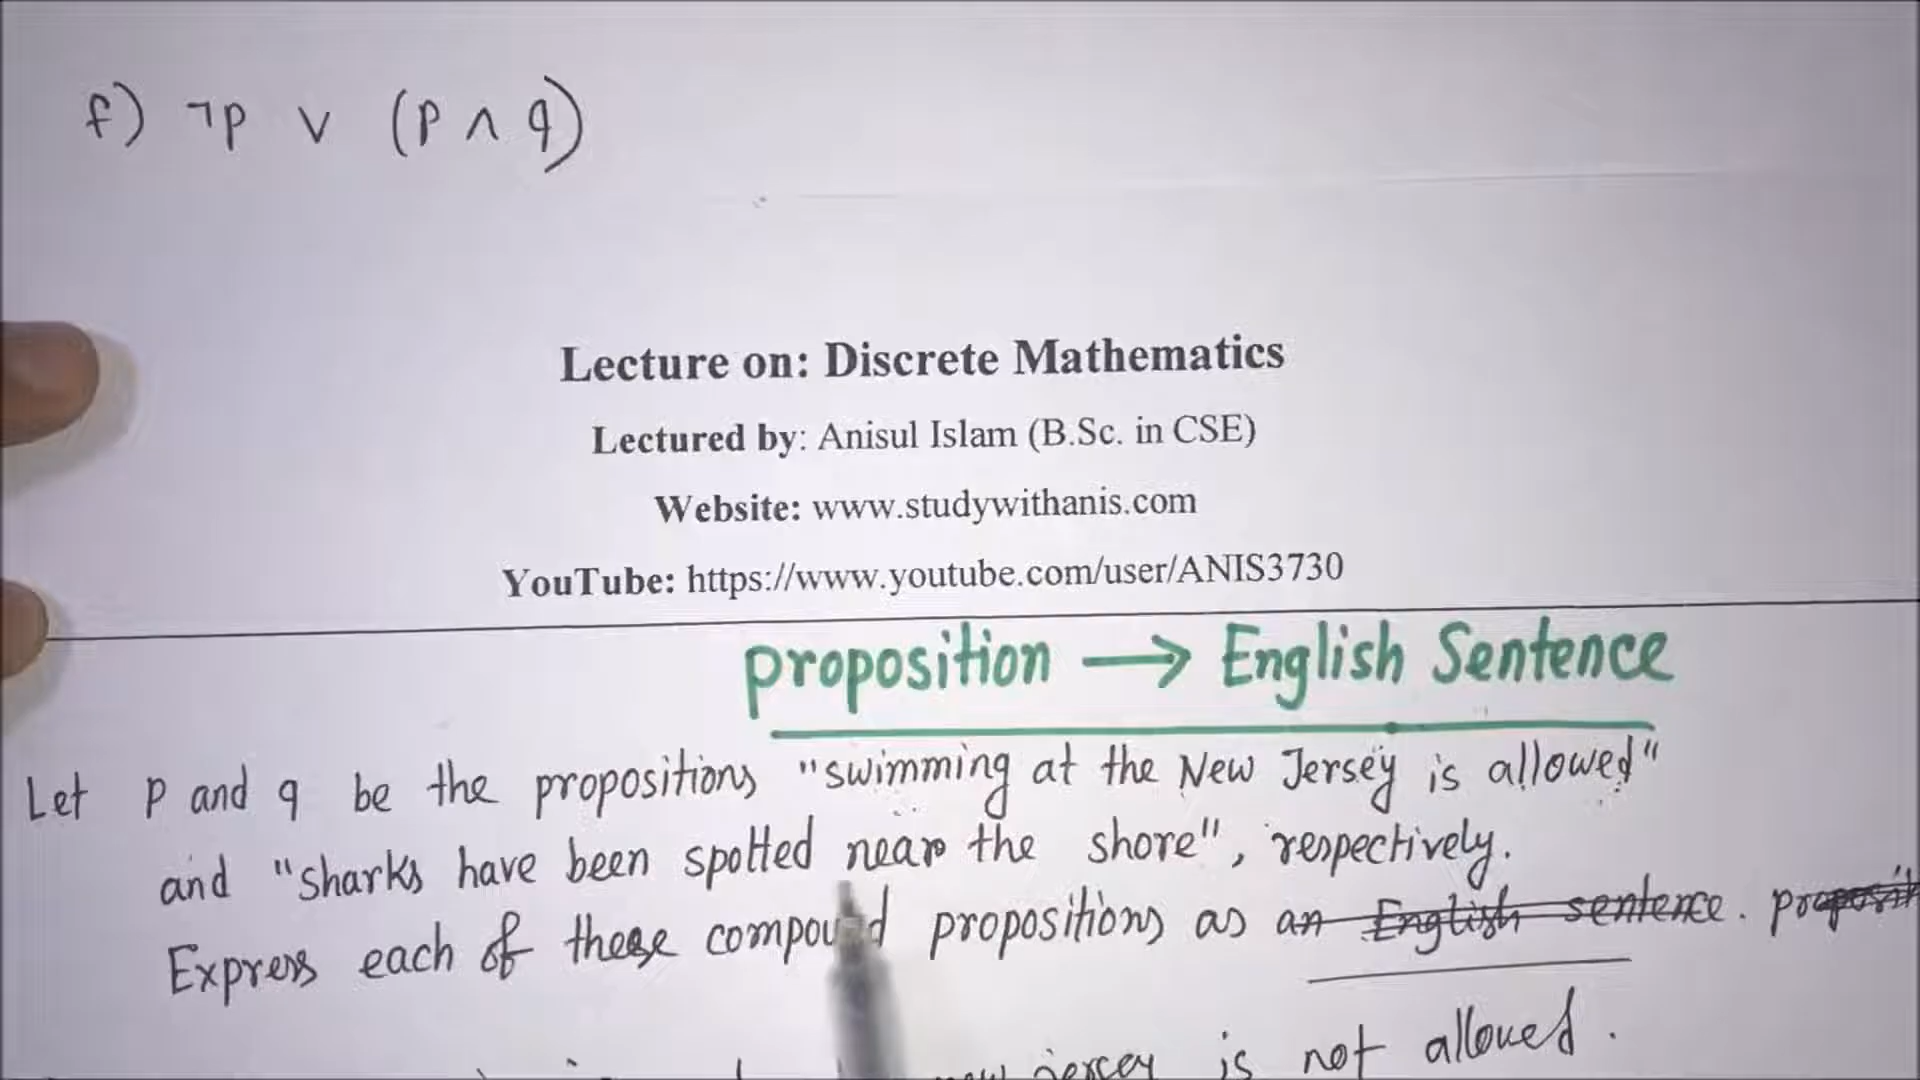 f) ¬p ∨ (p ∧ q)
Lecture on: Discrete Mathematics
Lectured by: Anisul Islam (B.Sc. in CSE)
Website: www.studywithanis.com
YouTube: https://www.youtube.com/user/ANIS3730
proposition → English Sentence
Let p and q be the propositions "swimming at the New Jersey is allowed"
and "sharks have been spotted near the shore", respectively.
Express each of these compound propositions as an English sentence.
is not allowed.